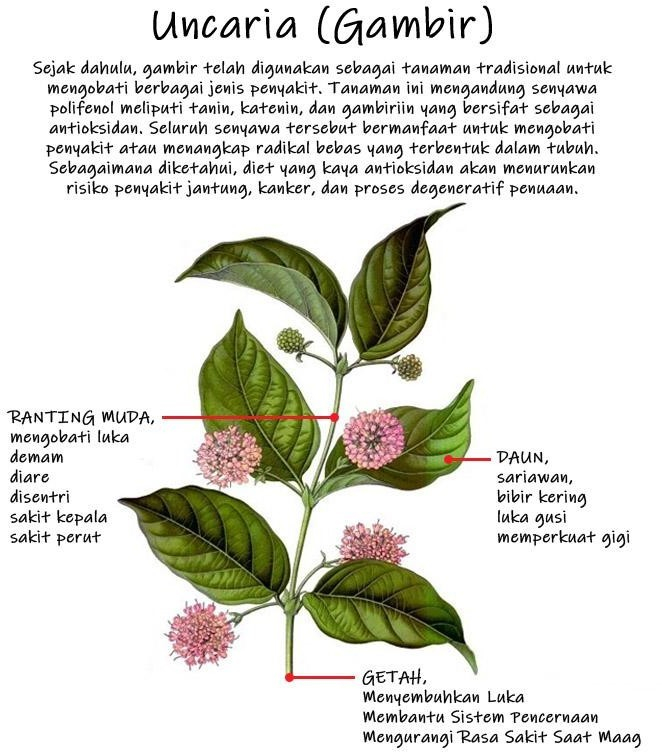 Uncaria (Gambir)
Sejak dahulu, gambir telah digunakan sebagai tanaman tradisional untuk
mengobati berbagai jenis penyakit. Tanaman ini mengandung senyawa
polifenol meliputi tanin, katenin, dan gambiriin yang bersifat sebagai
antioksidan. Seluruh senyawa tersebut bermanfaat untuk mengobati
penyakit atau menangkap radikal bebas yang terbentuk dalam tubuh.
Sebagaimana diketahui, diet yang kaya antioksidan akan menurunkan
risiko penyakit jantung, kanker, dan proses degeneratif penuaan.
RANTING MUDA,
mengobati luka
demam
diare
disentri
sakit kepala
sakit perut
DAUN,
sariawan,
bibir kering
luka gusi
memperkuat gigi
GETAH,
Menyembuhkan Luka
Membantu Sistem Pencernaan
Mengurangi Rasa Sakit Saat Maag